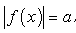 |f(x)| = a,